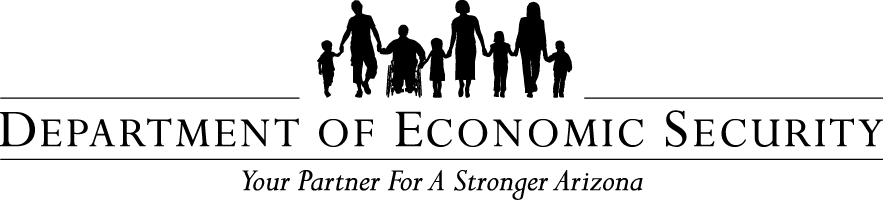 DEPARTMENT OF ECONOMIC SECURITY
Your Partner For A Stronger Arizona